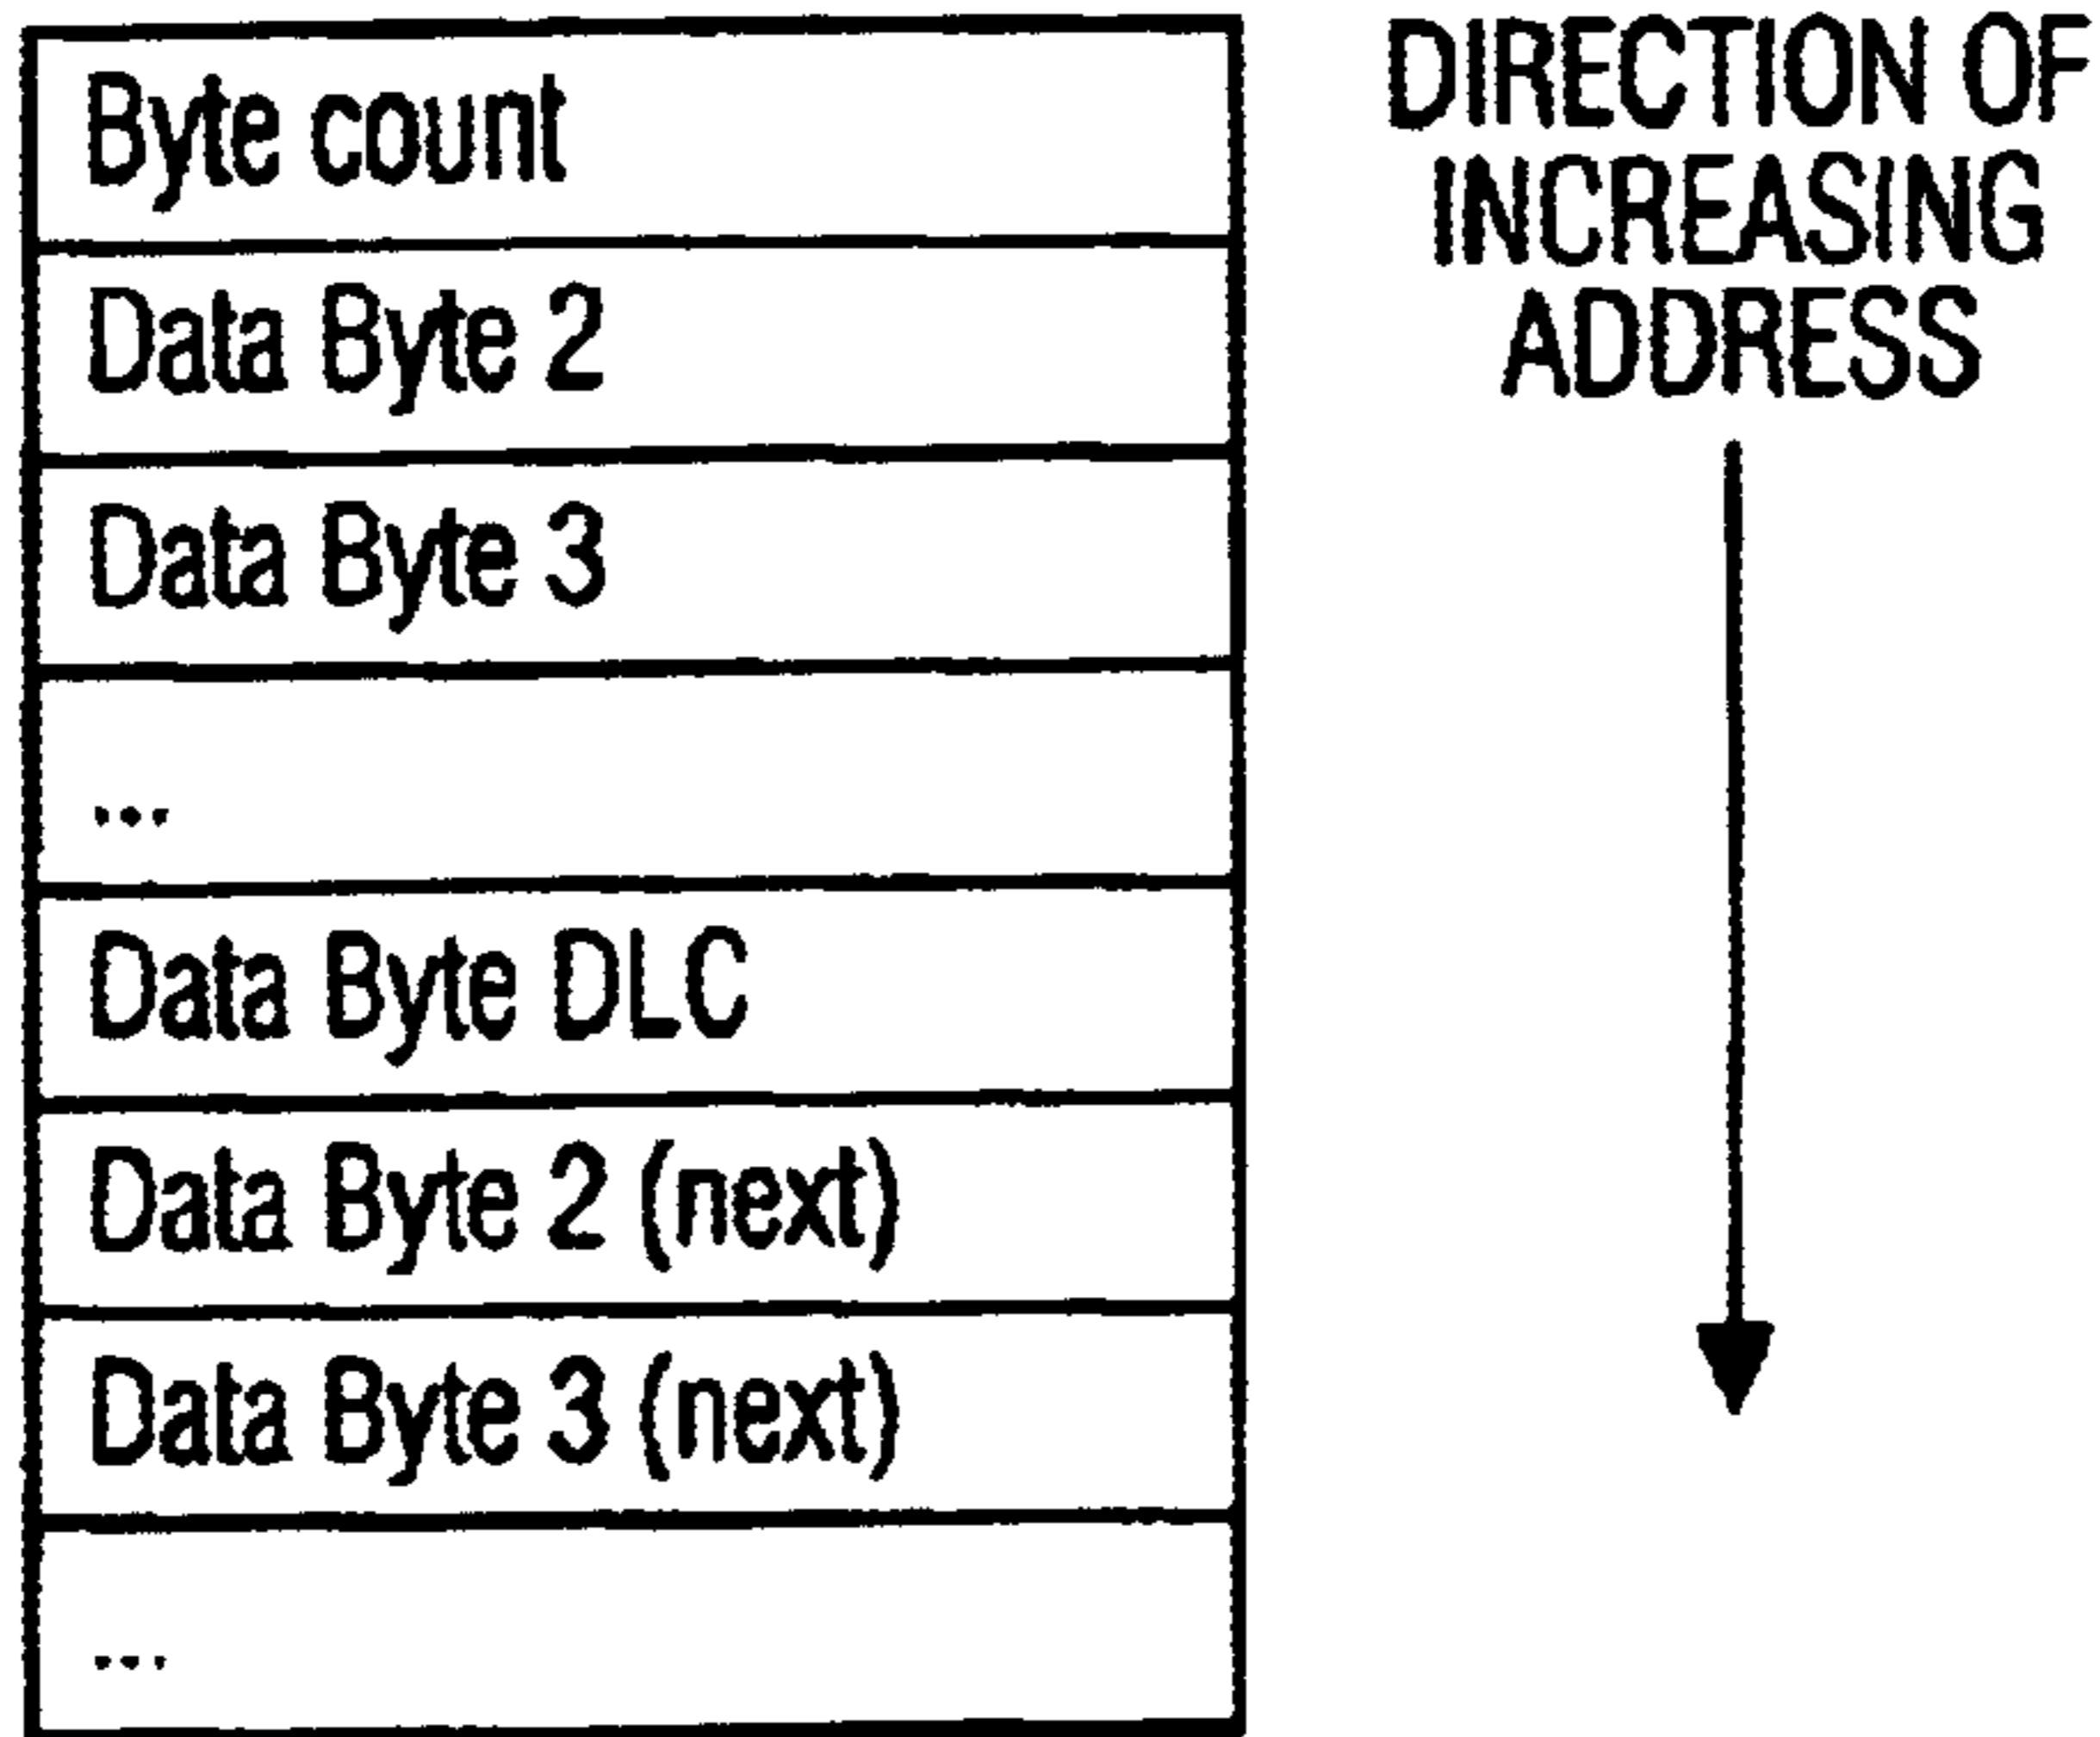 Byte count
Data Byte 2
Data Byte 3
...
Data Byte DLC
Data Byte 2 (next)
Data Byte 3 (next)
...
DIRECTION OF
INCREASING
ADDRESS